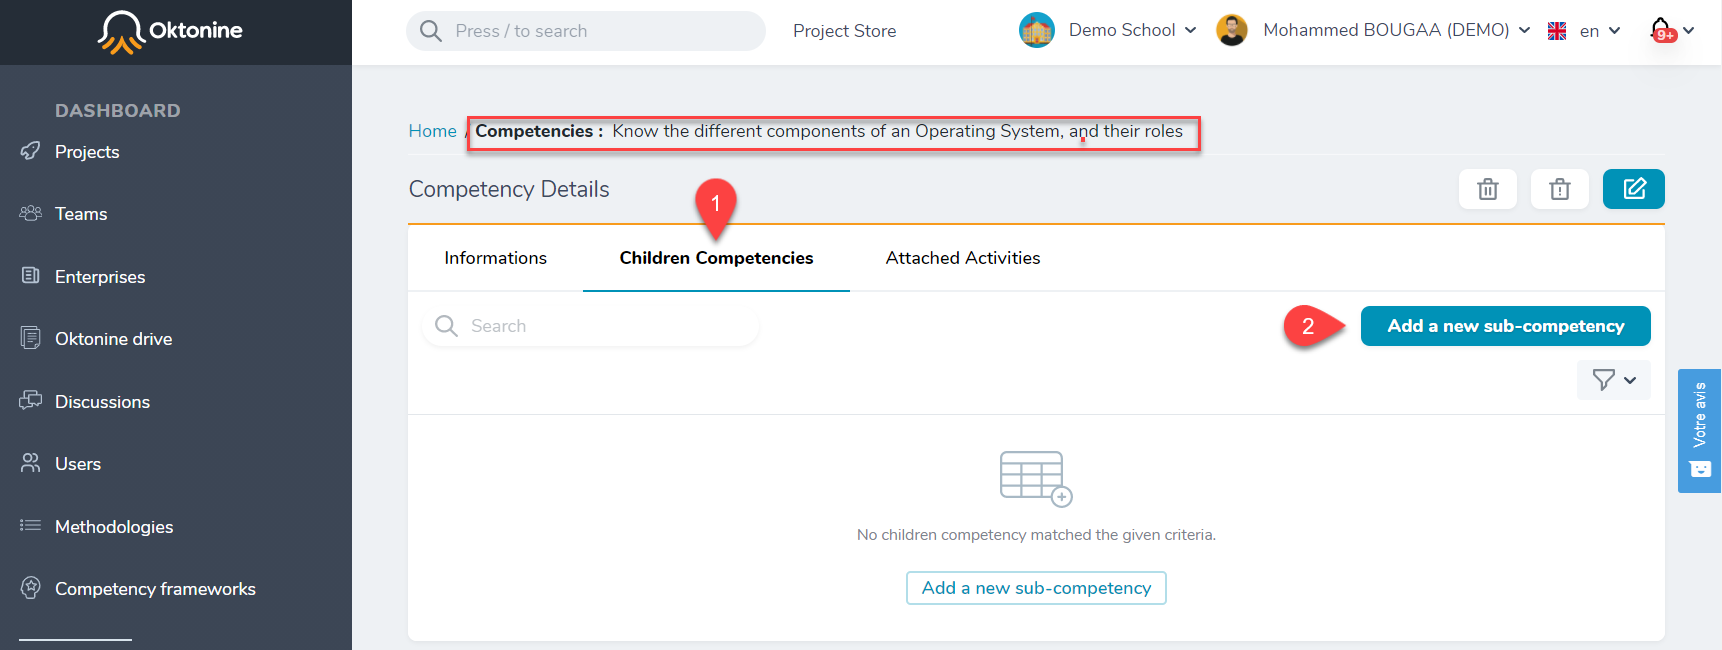 Oktonine
Press / to search
Project Store
Demo School
Mohammed BOUGAA (DEMO)
en
9+
DASHBOARD
Projects
Teams
Enterprises
Oktonine drive
Discussions
Users
Methodologies
Competency frameworks
Home / Competencies : Know the different components of an Operating System, and their roles
Competency Details
1
Informations
Children Competencies
Attached Activities
Search
2
Add a new sub-competency
No children competency matched the given criteria.
Add a new sub-competency
Votre avis